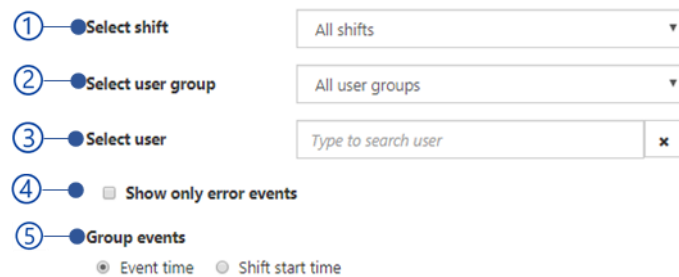 1 Select shift All shifts
2 Select user group All user groups
3 Select user Type to search user ×
4 Show only error events
5 Group events
Event time Shift start time